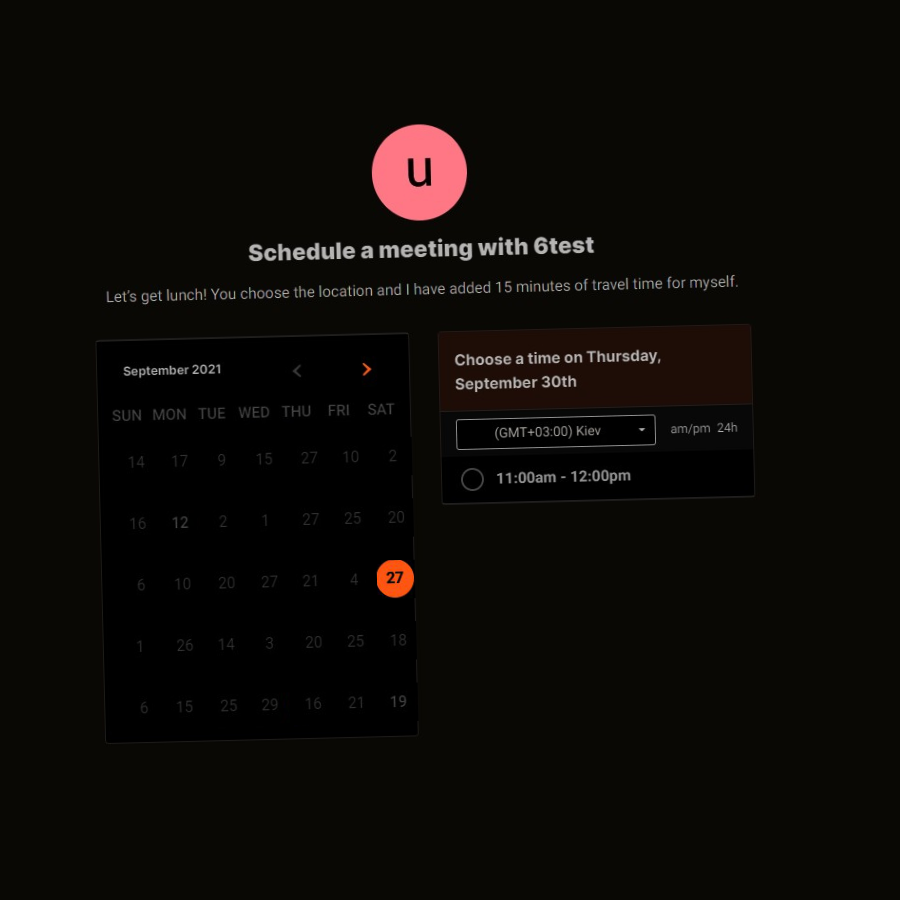 u
Schedule a meeting with 6test
Let's get lunch! You choose the location and I have added 15 minutes of travel time for myself.
September 2021
SUN MON TUE WED THU FRI SAT
14 17 9 15 27 10 2
16 12 2 1 27 25 20
6 10 20 27 21 4 27
1 26 14 3 20 25 18
6 15 25 29 16 21 19
Choose a time on Thursday,
September 30th
(GMT+03:00) Kiev
am/pm 24h
11:00am - 12:00pm